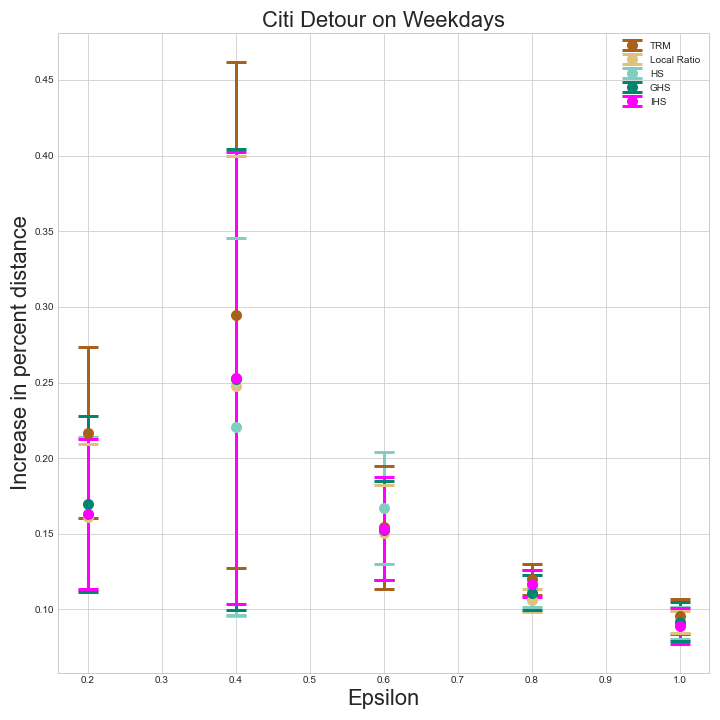 Citi Detour on Weekdays
TRM
Local Ratio
HS
GHS
IHS
Increase in percent distance
0.45
0.40
0.35
0.30
0.25
0.20
0.15
0.10
0.2 0.3 0.4 0.5 0.6 0.7 0.8 0.9 1.0
Epsilon